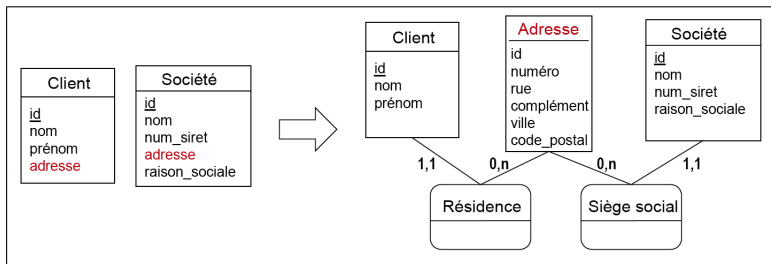 Client
id
nom
prénom
adresse
Société
id
nom
num_siret
adresse
raison_sociale
Client
id
nom
prénom
Adresse
id
numéro
rue
complément
ville
code_postal
Société
id
nom
num_siret
raison_sociale
1,1
0,n
0,n
1,1
Résidence
Siège social